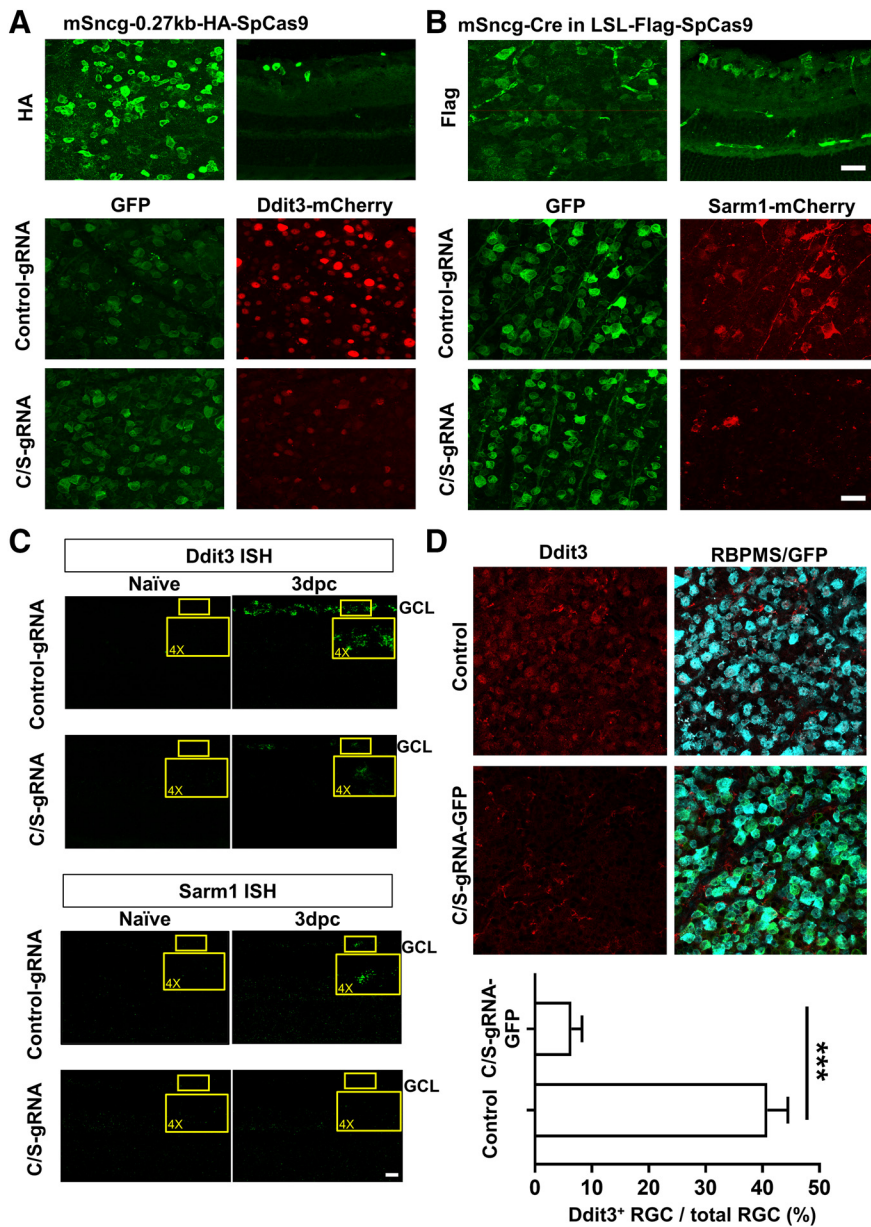 A
mSncg-0.27kb-HA-SpCas9
HA
GFP
Ddit3-mCherry
Control-gRNA
C/S-gRNA
B
mSncg-Cre in LSL-Flag-SpCas9
Flag
GFP
Sarm1-mCherry
Control-gRNA
C/S-gRNA
C
Ddit3 ISH
Naïve
3dpc
Control-gRNA
4X
4X
GCL
C/S-gRNA
4X
4X
GCL
Sarm1 ISH
Naïve
3dpc
Control-gRNA
4X
4X
GCL
C/S-gRNA
4X
4X
GCL
D
Ddit3
RBPMS/GFP
Control
C/S-gRNA-GFP
C/S-gRNA-
GFP
Control
***
0 10 20 30 40 50
Ddit3⁺ RGC / total RGC (%)